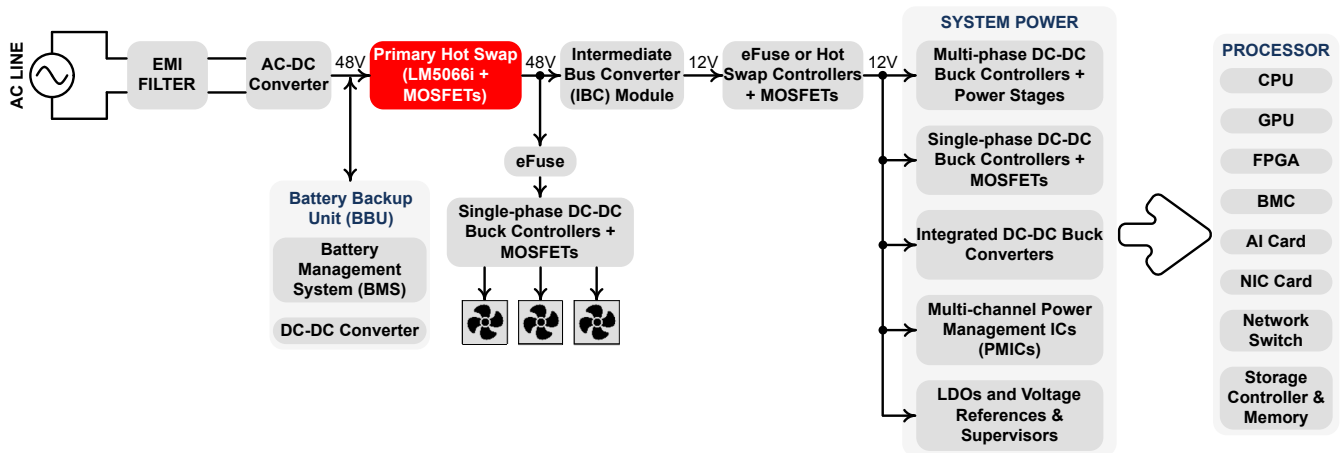 AC LINE
EMI
FILTER
AC-DC
Converter
48V
Primary Hot Swap
(LM5066i +
MOSFETs)
48V
Intermediate
Bus Converter
(IBC) Module
12V
eFuse or Hot
Swap Controllers
+ MOSFETs
12V
eFuse
Single-phase DC-DC
Buck Controllers +
MOSFETs
Battery Backup
Unit (BBU)
Battery
Management
System (BMS)
DC-DC Converter
SYSTEM POWER
Multi-phase DC-DC
Buck Controllers +
Power Stages
Single-phase DC-DC
Buck Controllers +
MOSFETs
Integrated DC-DC Buck
Converters
Multi-channel Power
Management ICs
(PMICs)
LDOs and Voltage
References &
Supervisors
PROCESSOR
CPU
GPU
FPGA
BMC
AI Card
NIC Card
Network
Switch
Storage
Controller &
Memory